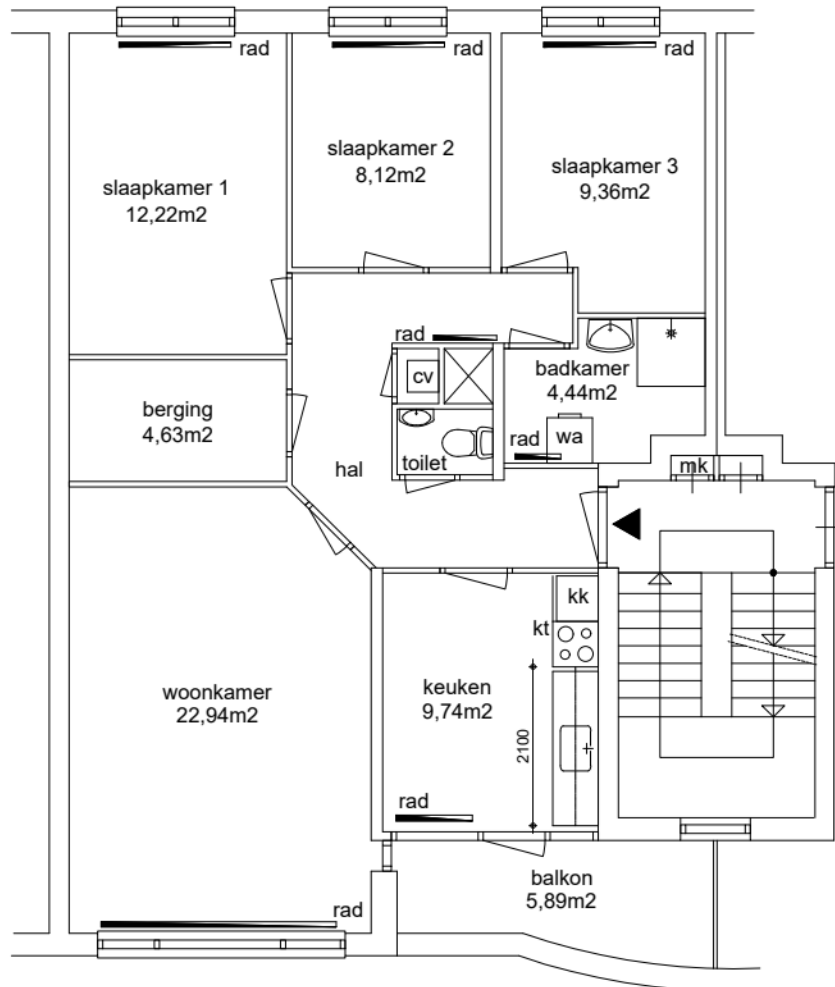 rad
rad
rad
slaapkamer 1
12,22m2
slaapkamer 2
8,12m2
slaapkamer 3
9,36m2
rad
cv
badkamer
4,44m2
berging
4,63m2
toilet
rad
wa
hal
mk
kk
kt
woonkamer
22,94m2
keuken
9,74m2
2100
rad
balkon
5,89m2
rad